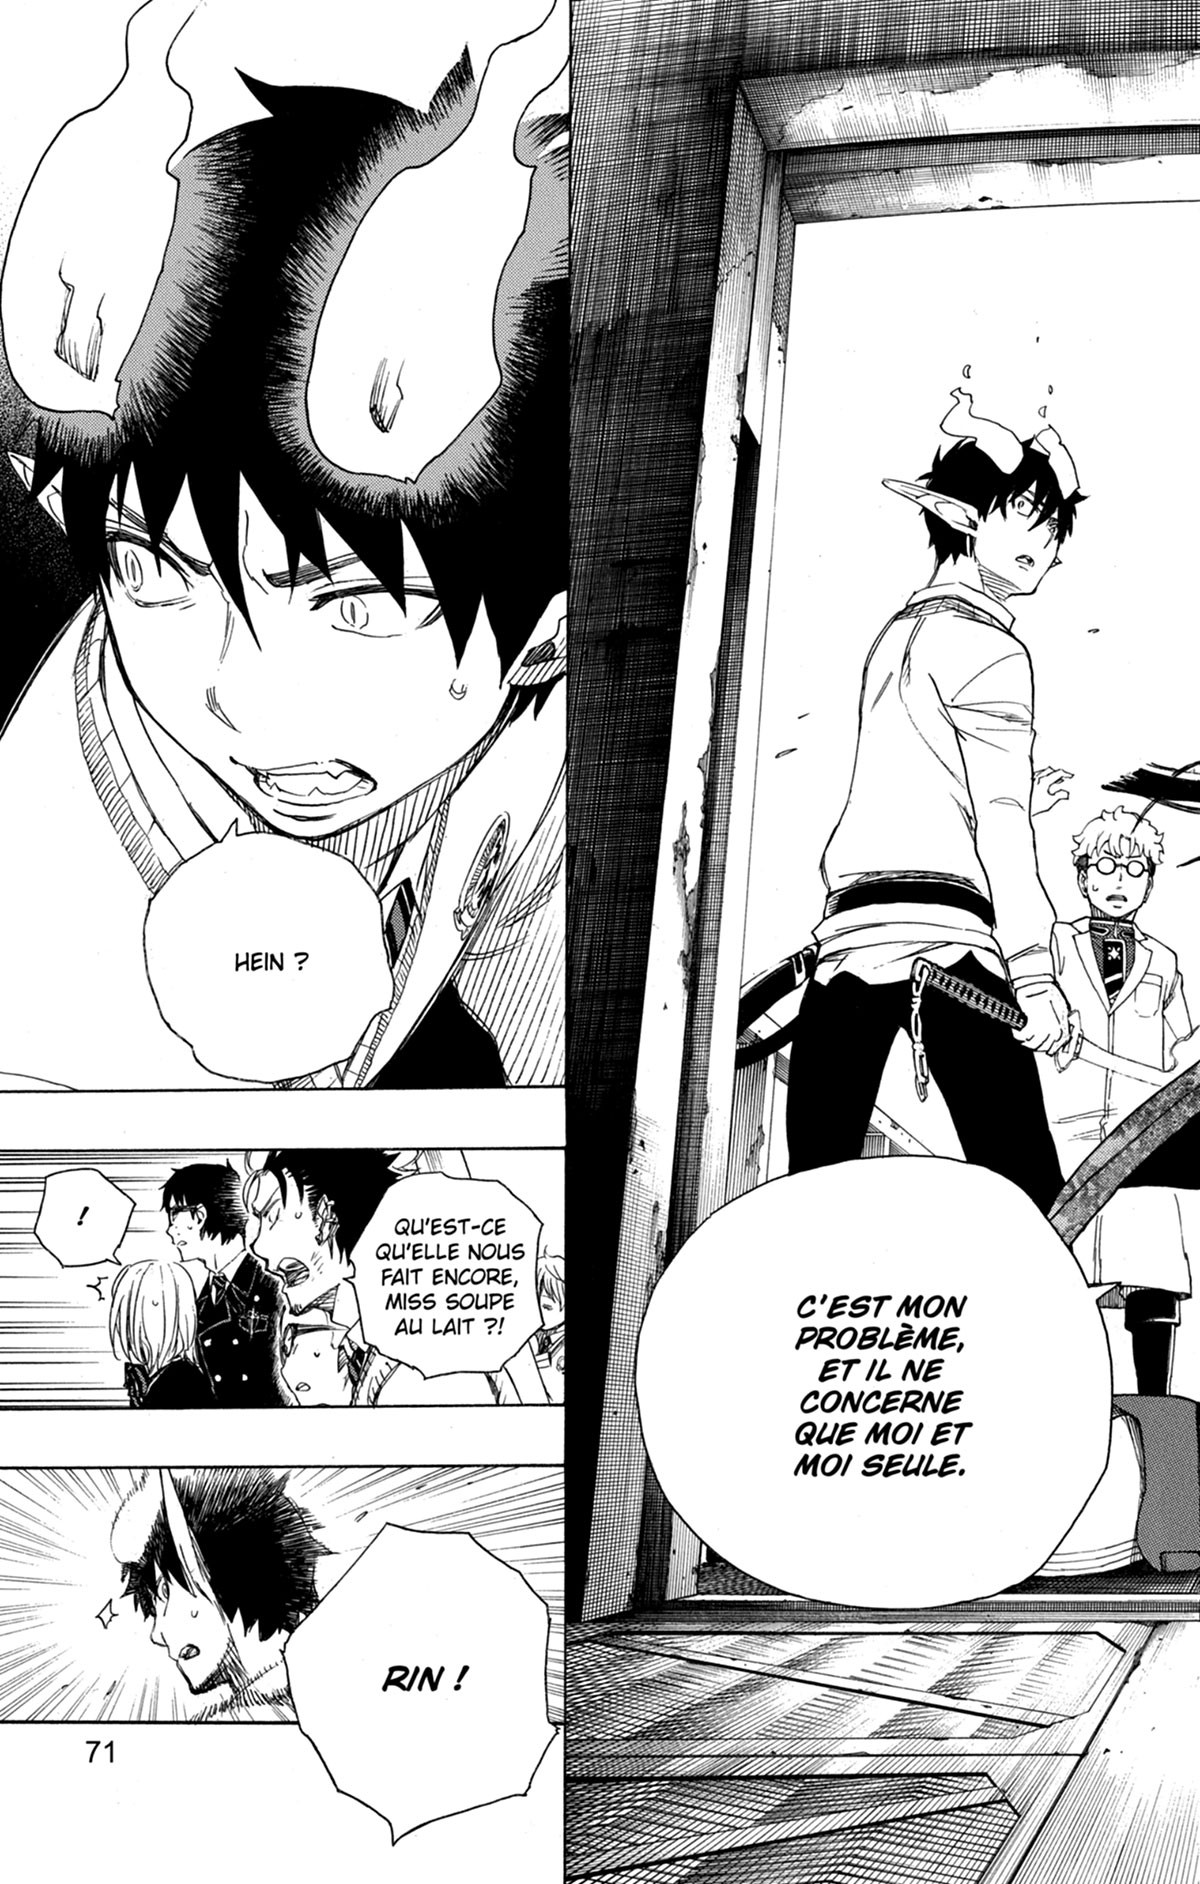 C'EST MON
PROBLÈME,
ET IL NE
CONCERNE
QUE MOI ET
MOI SEULE.
HEIN ?
QU'EST-CE
QU'ELLE NOUS
FAIT ENCORE,
MISS SOUPE
AU LAIT ?!
!
RIN !
71